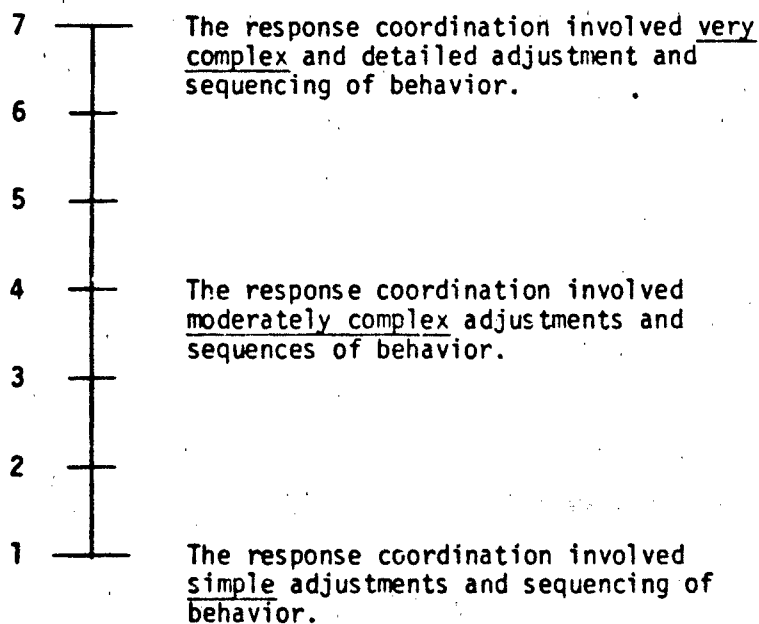 7 The response coordination involved very
complex and detailed adjustment and
sequencing of behavior.
6
5
4 The response coordination involved
moderately complex adjustments and
sequences of behavior.
3
2
1 The response coordination involved
simple adjustments and sequencing of
behavior.